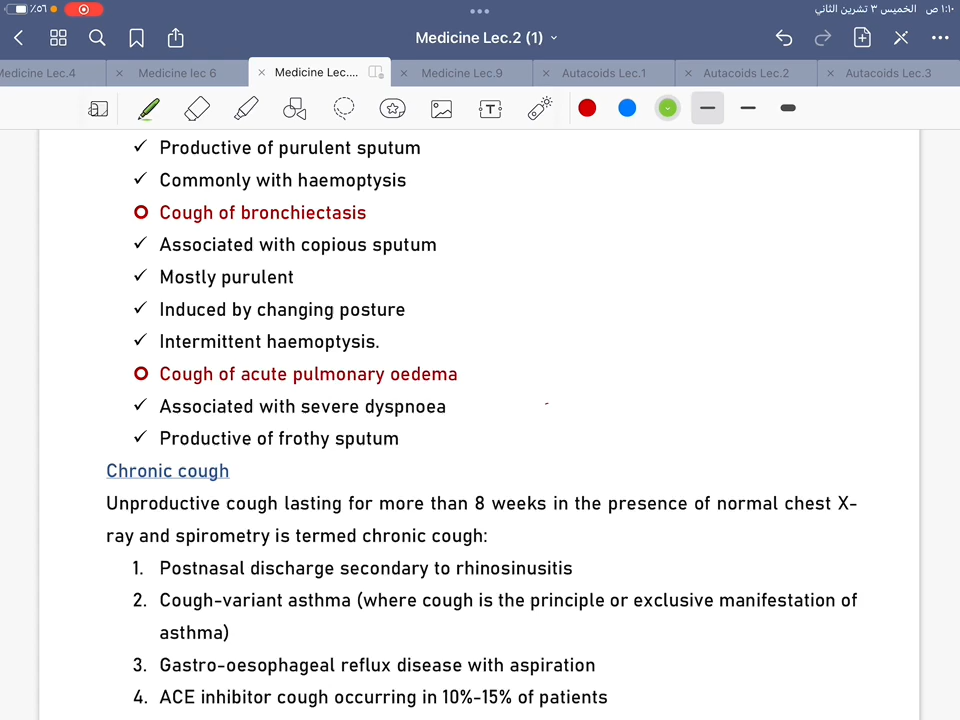 ٪٥٦
١:١٠ ص الخميس ٣ تشرين الثاني
Medicine Lec.2 (1)
Medicine Lec.4
Medicine lec 6
Medicine Lec....
Medicine Lec.9
Autacoids Lec.1
Autacoids Lec.2
Autacoids Lec.3
✓ Productive of purulent sputum
✓ Commonly with haemoptysis
Cough of bronchiectasis
✓ Associated with copious sputum
✓ Mostly purulent
✓ Induced by changing posture
✓ Intermittent haemoptysis.
Cough of acute pulmonary oedema
✓ Associated with severe dyspnoea
✓ Productive of frothy sputum
Chronic cough
Unproductive cough lasting for more than 8 weeks in the presence of normal chest X-
ray and spirometry is termed chronic cough:
1. Postnasal discharge secondary to rhinosinusitis
2. Cough-variant asthma (where cough is the principle or exclusive manifestation of
asthma)
3. Gastro-oesophageal reflux disease with aspiration
4. ACE inhibitor cough occurring in 10%-15% of patients